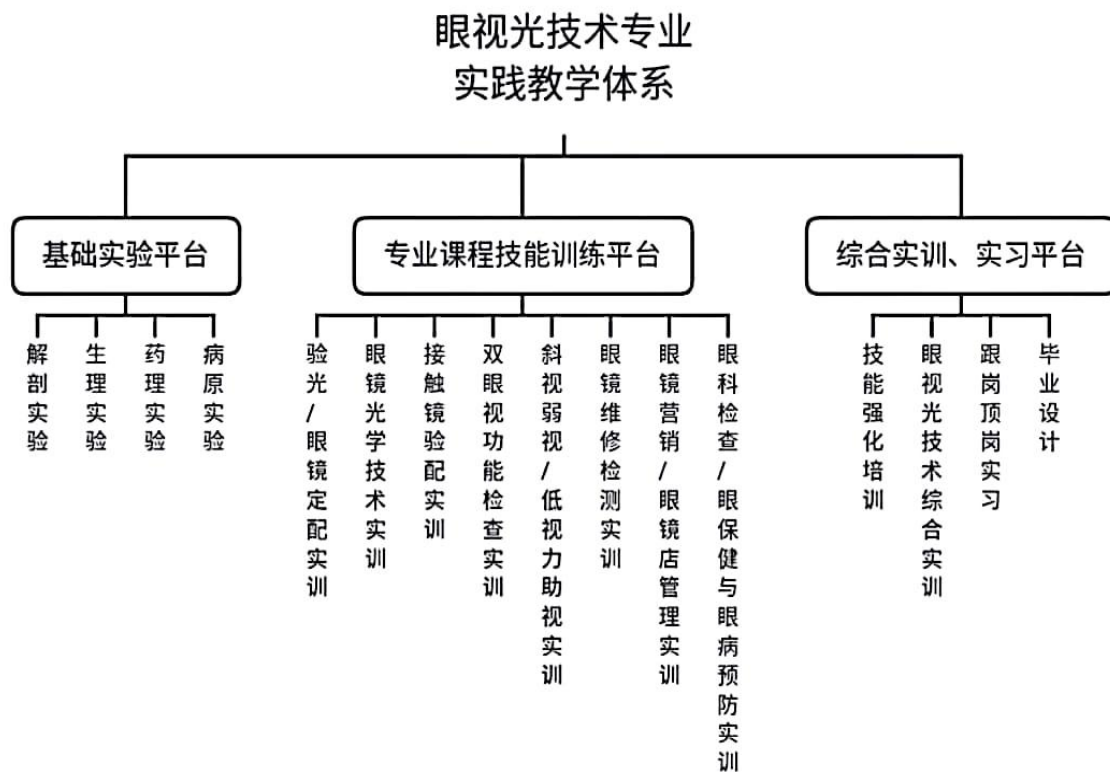 眼视光技术专业
实践教学体系
基础实验平台
专业课程技能训练平台
综合实训、实习平台
解剖实验
生理实验
药理实验
病原实验
验光/眼镜定配实训
眼镜光学技术实训
接触镜验配实训
双眼视功能检查实训
斜视弱视/低视力助视实训
眼镜维修检测实训
眼镜营销/眼镜店管理实训
眼科检查/眼保健与眼病预防实训
技能强化培训
眼视光技术综合实训
跟岗顶岗实习
毕业设计